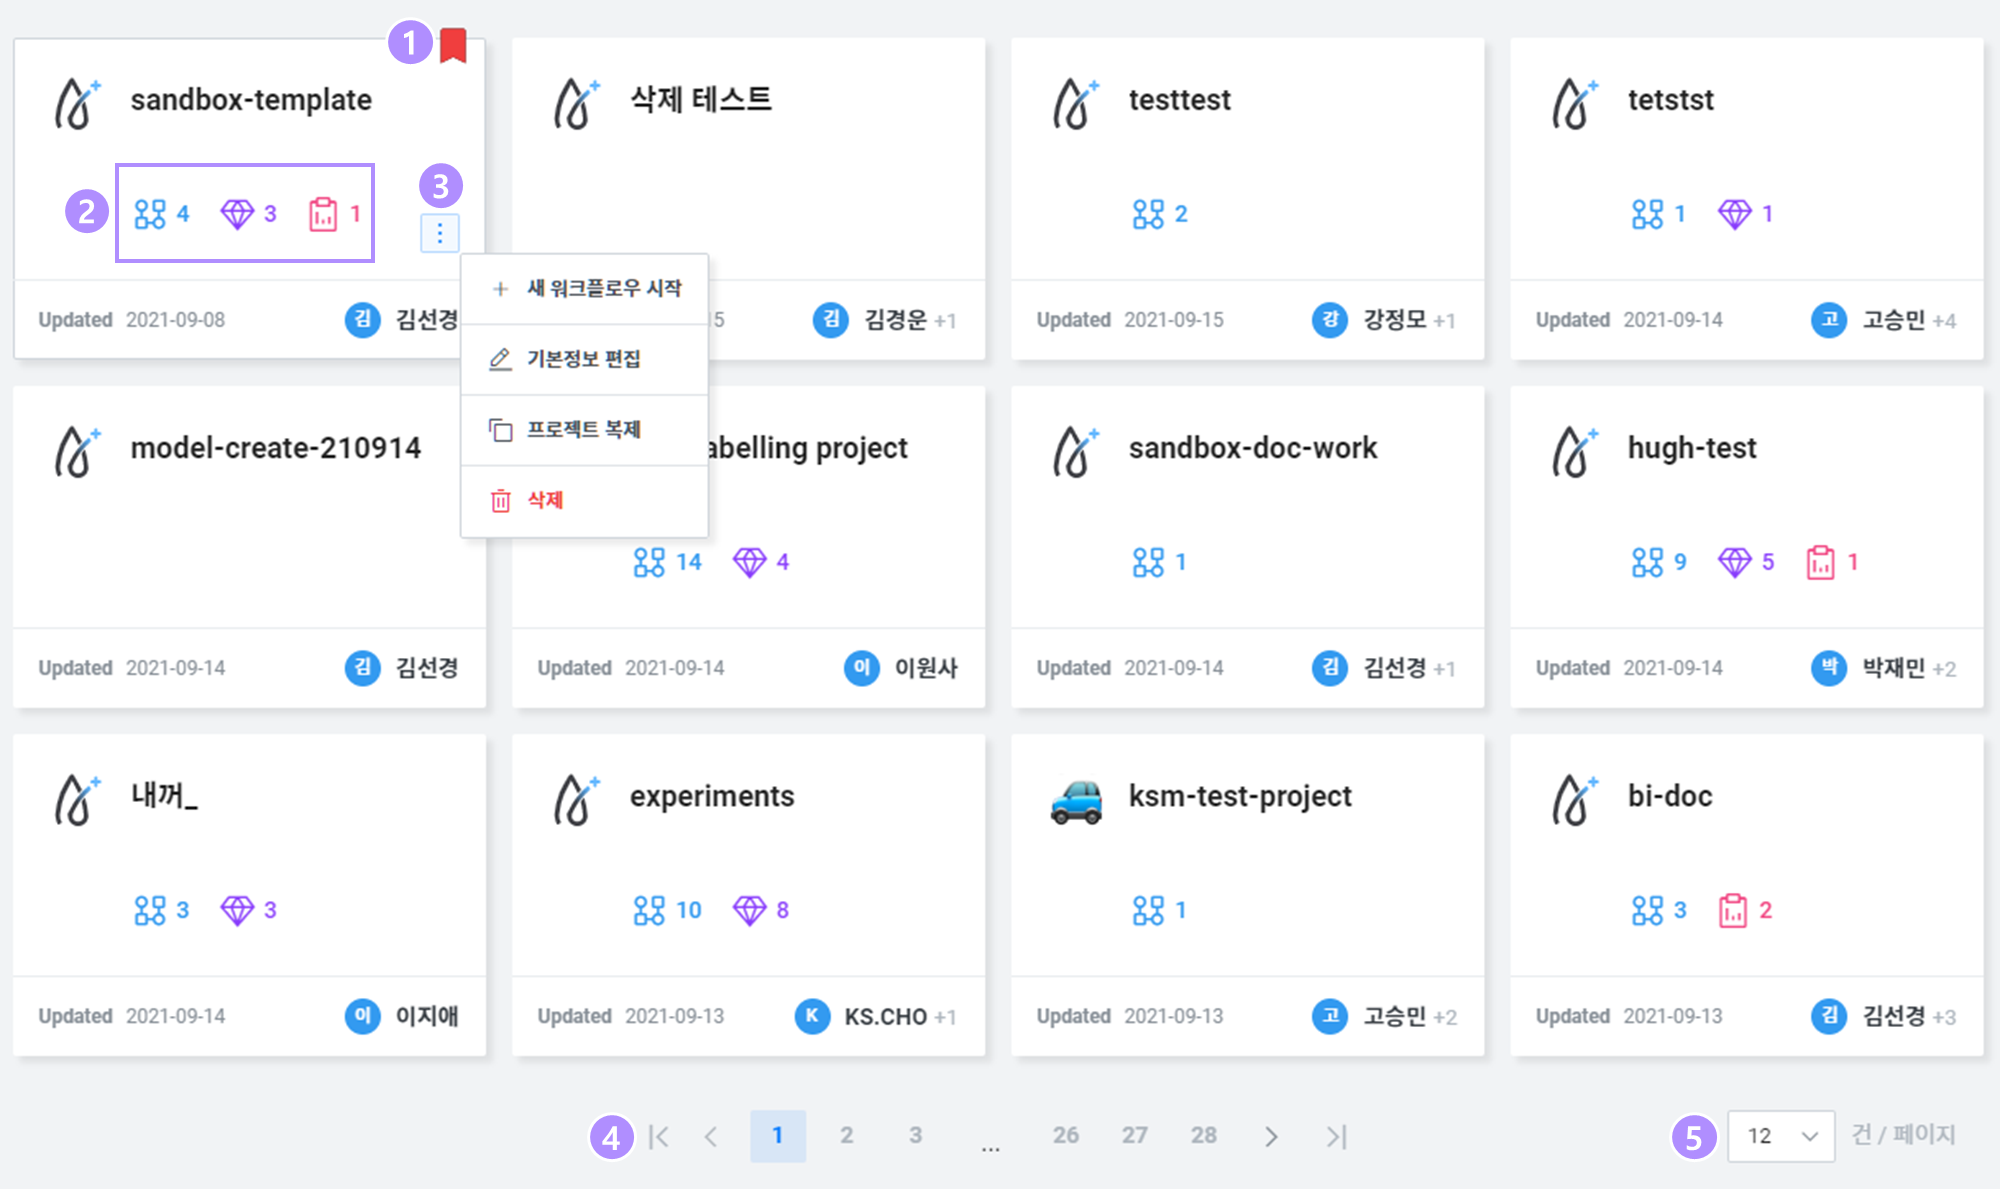 1
sandbox-template
2
4 3 1
3
Updated 2021-09-08 김 김선경
새 워크플로우 시작
기본정보 편집
프로젝트 복제
삭제
삭제 테스트
15 김 김경운 +1
testtest
2
Updated 2021-09-15 강 강정모 +1
tetstst
1 1
Updated 2021-09-14 고 고승민 +4
model-create-210914
Updated 2021-09-14 김 김선경
abelling project
14 4
Updated 2021-09-14 이 이원사
sandbox-doc-work
1
Updated 2021-09-14 김 김선경 +1
hugh-test
9 5 1
Updated 2021-09-14 박 박재민 +2
내꺼_
3 3
Updated 2021-09-14 이 이지애
experiments
10 8
Updated 2021-09-13 K KS.CHO +1
ksm-test-project
1
Updated 2021-09-13 고 고승민 +2
bi-doc
3 2
Updated 2021-09-13 김 김선경 +3
4 1 2 3 ... 26 27 28
5 12 건 / 페이지